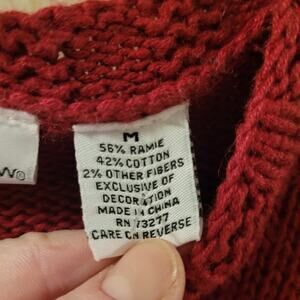 M
56% RAMIE
42% COTTON
2% OTHER FIBERS
EXCLUSIVE OF
DECORATION
MADE IN CHINA
RN 73277
CARE ON REVERSE